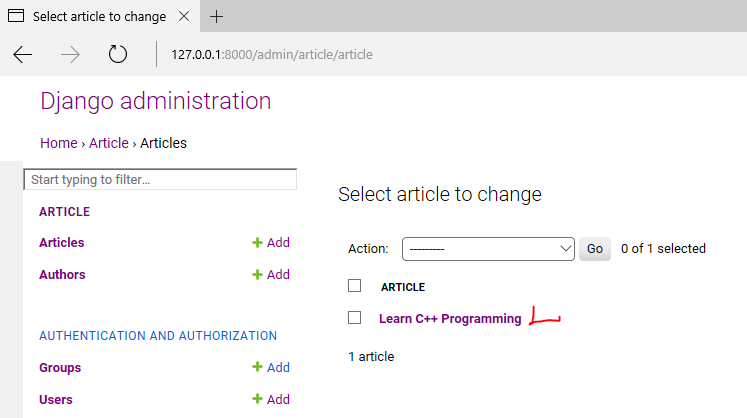 Select article to change
127.0.0.1:8000/admin/article/article
Django administration
Home › Article › Articles
Start typing to filter...
ARTICLE
Articles + Add
Authors + Add
AUTHENTICATION AND AUTHORIZATION
Groups + Add
Users + Add
Select article to change
Action: --------- Go 0 of 1 selected
ARTICLE
Learn C++ Programming
1 article